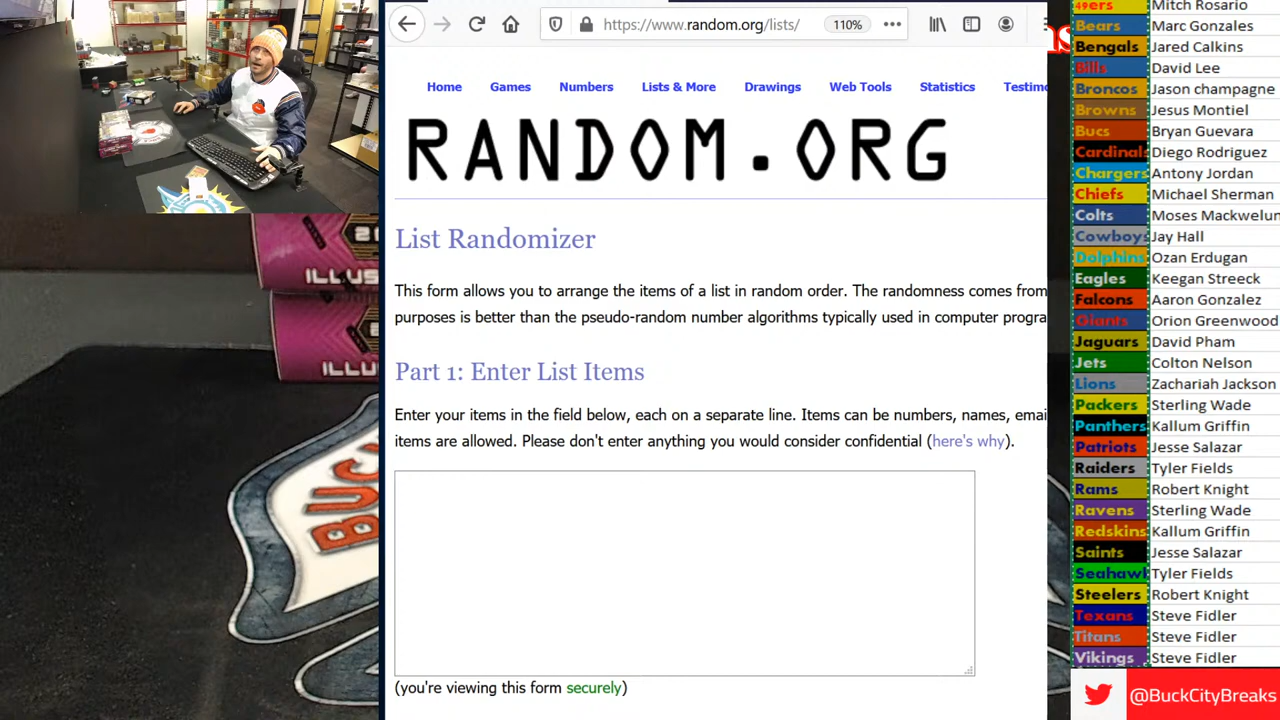 https://www.random.org/lists/
110%
Home Games Numbers Lists & More Drawings Web Tools Statistics Testimo
RANDOM.ORG
List Randomizer
This form allows you to arrange the items of a list in random order. The randomness comes from
purposes is better than the pseudo-random number algorithms typically used in computer progra
Part 1: Enter List Items
Enter your items in the field below, each on a separate line. Items can be numbers, names, emai
items are allowed. Please don't enter anything you would consider confidential (here's why).
(you're viewing this form securely)
49ers Mitch Rosario
Bears Marc Gonzales
Bengals Jared Calkins
Bills David Lee
Broncos Jason champagne
Browns Jesus Montiel
Bucs Bryan Guevara
Cardinals Diego Rodriguez
Chargers Antony Jordan
Chiefs Michael Sherman
Colts Moses Mackwelun
Cowboys Jay Hall
Dolphins Ozan Erdugan
Eagles Keegan Streeck
Falcons Aaron Gonzalez
Giants Orion Greenwood
Jaguars David Pham
Jets Colton Nelson
Lions Zachariah Jackson
Packers Sterling Wade
Panthers Kallum Griffin
Patriots Jesse Salazar
Raiders Tyler Fields
Rams Robert Knight
Ravens Sterling Wade
Redskins Kallum Griffin
Saints Jesse Salazar
Seahawl Tyler Fields
Steelers Robert Knight
Texans Steve Fidler
Titans Steve Fidler
Vikings Steve Fidler
@BuckCityBreaks
ILLUS
ILLU
BUC